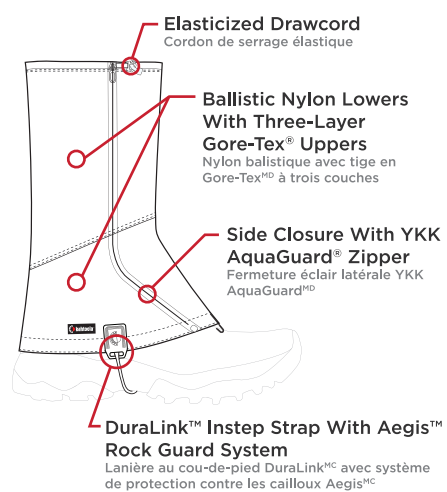 Elasticized Drawcord
Cordon de serrage élastique
Ballistic Nylon Lowers
With Three-Layer
Gore-Tex® Uppers
Nylon balistique avec tige en
Gore-Texᴹᴰ à trois couches
Side Closure With YKK
AquaGuard® Zipper
Fermeture éclair latérale YKK
AquaGuardᴹᴰ
kahtoola
DuraLink™ Instep Strap With Aegis™
Rock Guard System
Lanière au cou-de-pied DuraLinkᴹᶜ avec système
de protection contre les cailloux Aegisᴹᶜ